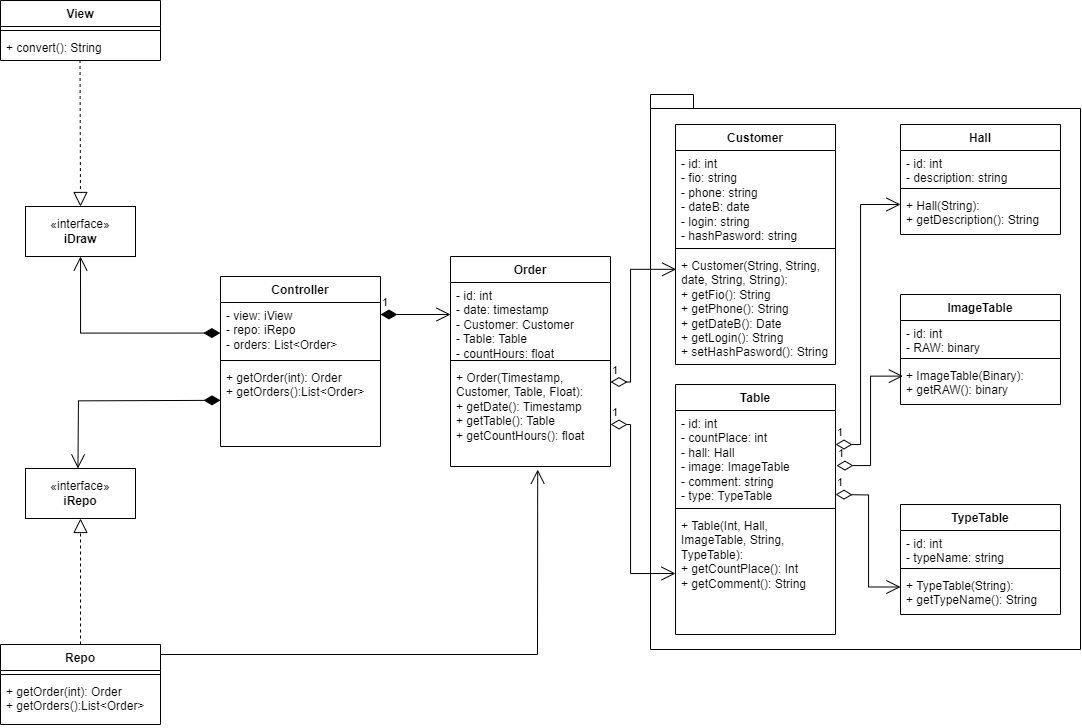 View
+ convert(): String
«interface»
iDraw
Controller
- view: iView
- repo: iRepo
- orders: List<Order>
+ getOrder(int): Order
+ getOrders():List<Order>
1
«interface»
iRepo
Repo
+ getOrder(int): Order
+ getOrders():List<Order>
Order
- id: int
- date: timestamp
- Customer: Customer
- Table: Table
- countHours: float
+ Order(Timestamp,
Customer, Table, Float):
+ getDate(): Timestamp
+ getTable(): Table
+ getCountHours(): float
1
1
Customer
- id: int
- fio: string
- phone: string
- dateB: date
- login: string
- hashPasword: string
+ Customer(String, String,
date, String, String):
+ getFio(): String
+ getPhone(): String
+ getDateB(): Date
+ getLogin(): String
+ setHashPasword(): String
Table
- id: int
- countPlace: int
- hall: Hall
- image: ImageTable
- comment: string
- type: TypeTable
+ Table(Int, Hall,
ImageTable, String,
TypeTable):
+ getCountPlace(): Int
+ getComment(): String
1
1
1
Hall
- id: int
- description: string
+ Hall(String):
+ getDescription(): String
ImageTable
- id: int
- RAW: binary
+ ImageTable(Binary):
+ getRAW(): binary
TypeTable
- id: int
- typeName: string
+ TypeTable(String):
+ getTypeName(): String